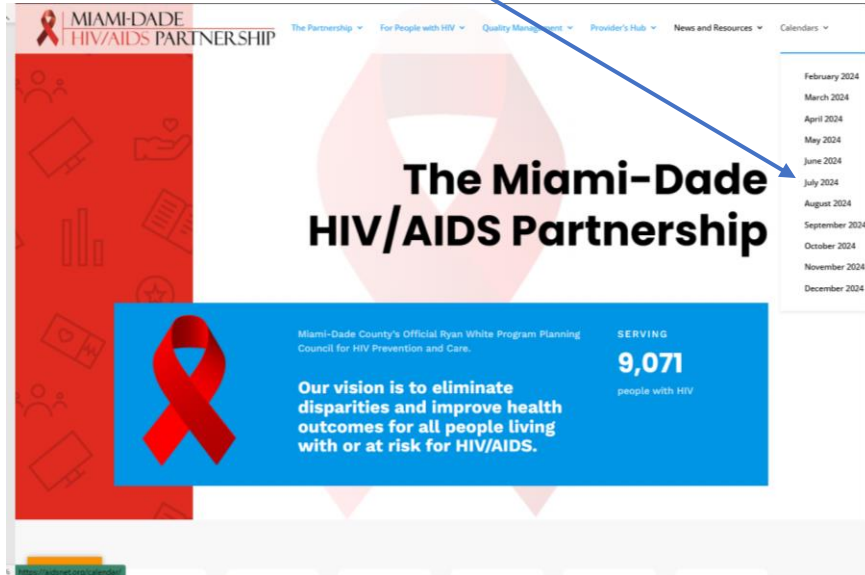 MIAMI-DADE
HIV/AIDS PARTNERSHIP
The Partnership
For People with HIV
Quality Management
Provider's Hub
News and Resources
Calendars
February 2024
March 2024
April 2024
May 2024
June 2024
July 2024
August 2024
September 2024
October 2024
November 2024
December 2024
The Miami-Dade
HIV/AIDS Partnership
Miami-Dade County's Official Ryan White Program Planning
Council for HIV Prevention and Care.
Our vision is to eliminate
disparities and improve health
outcomes for all people living
with or at risk for HIV/AIDS.
SERVING
9,071
people with HIV